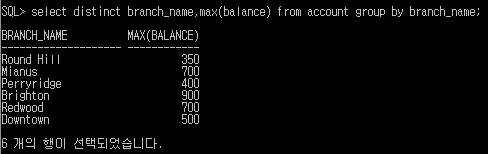 SQL> select distinct branch_name,max(balance) from account group by branch_name;
BRANCH_NAME MAX(BALANCE)
-------------------- ------------
Round Hill 350
Mianus 700
Perryridge 400
Brighton 900
Redwood 700
Downtown 500
6 개의 행이 선택되었습니다.